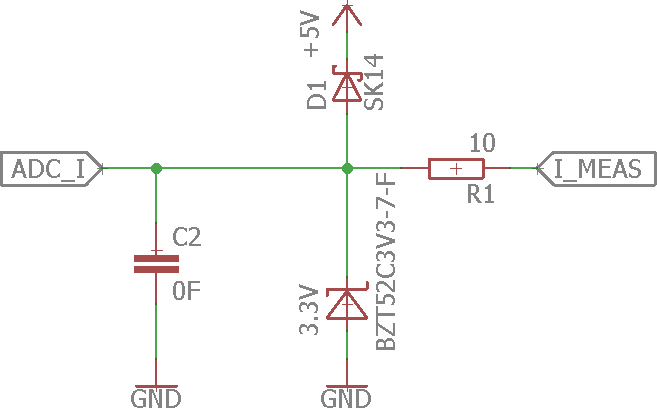 +5V
D1
SK14
ADC_I
10
I_MEAS
R1
C2
0F
3.3V
BZT52C3V3-7-F
GND
GND